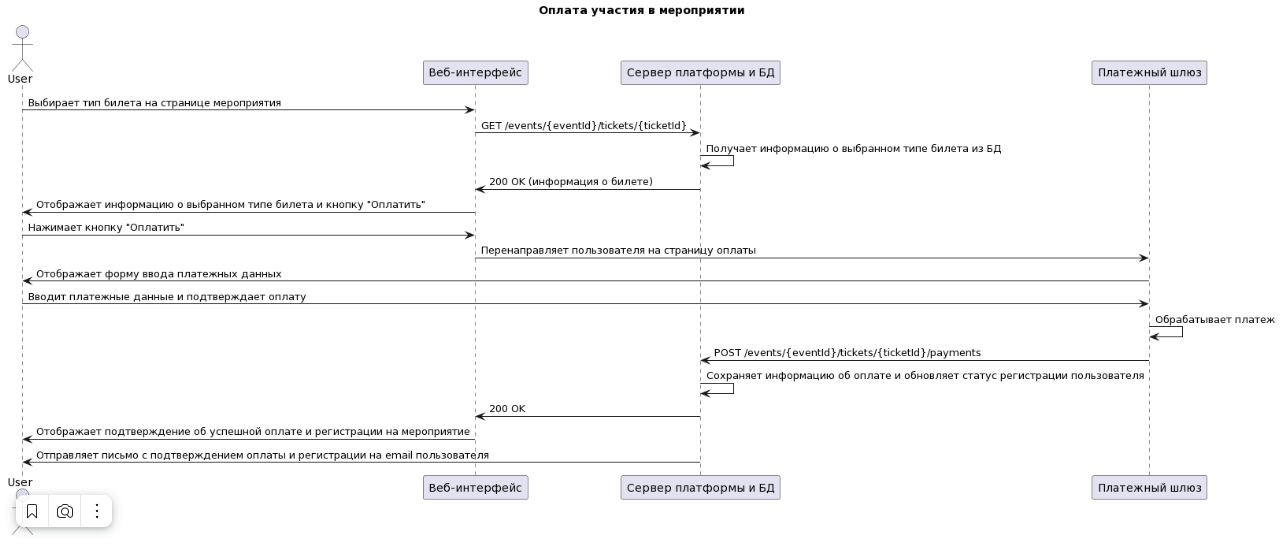 Оплата участия в мероприятии
User
Веб-интерфейс
Сервер платформы и БД
Платежный шлюз
Выбирает тип билета на странице мероприятия
GET /events/{eventId}/tickets/{ticketId}
Получает информацию о выбранном типе билета из БД
200 OK (информация о билете)
Отображает информацию о выбранном типе билета и кнопку "Оплатить"
Нажимает кнопку "Оплатить"
Перенаправляет пользователя на страницу оплаты
Отображает форму ввода платежных данных
Вводит платежные данные и подтверждает оплату
Обрабатывает платеж
POST /events/{eventId}/tickets/{ticketId}/payments
Сохраняет информацию об оплате и обновляет статус регистрации пользователя
200 OK
Отображает подтверждение об успешной оплате и регистрации на мероприятие
Отправляет письмо с подтверждением оплаты и регистрации на email пользователя
User
Веб-интерфейс
Сервер платформы и БД
Платежный шлюз